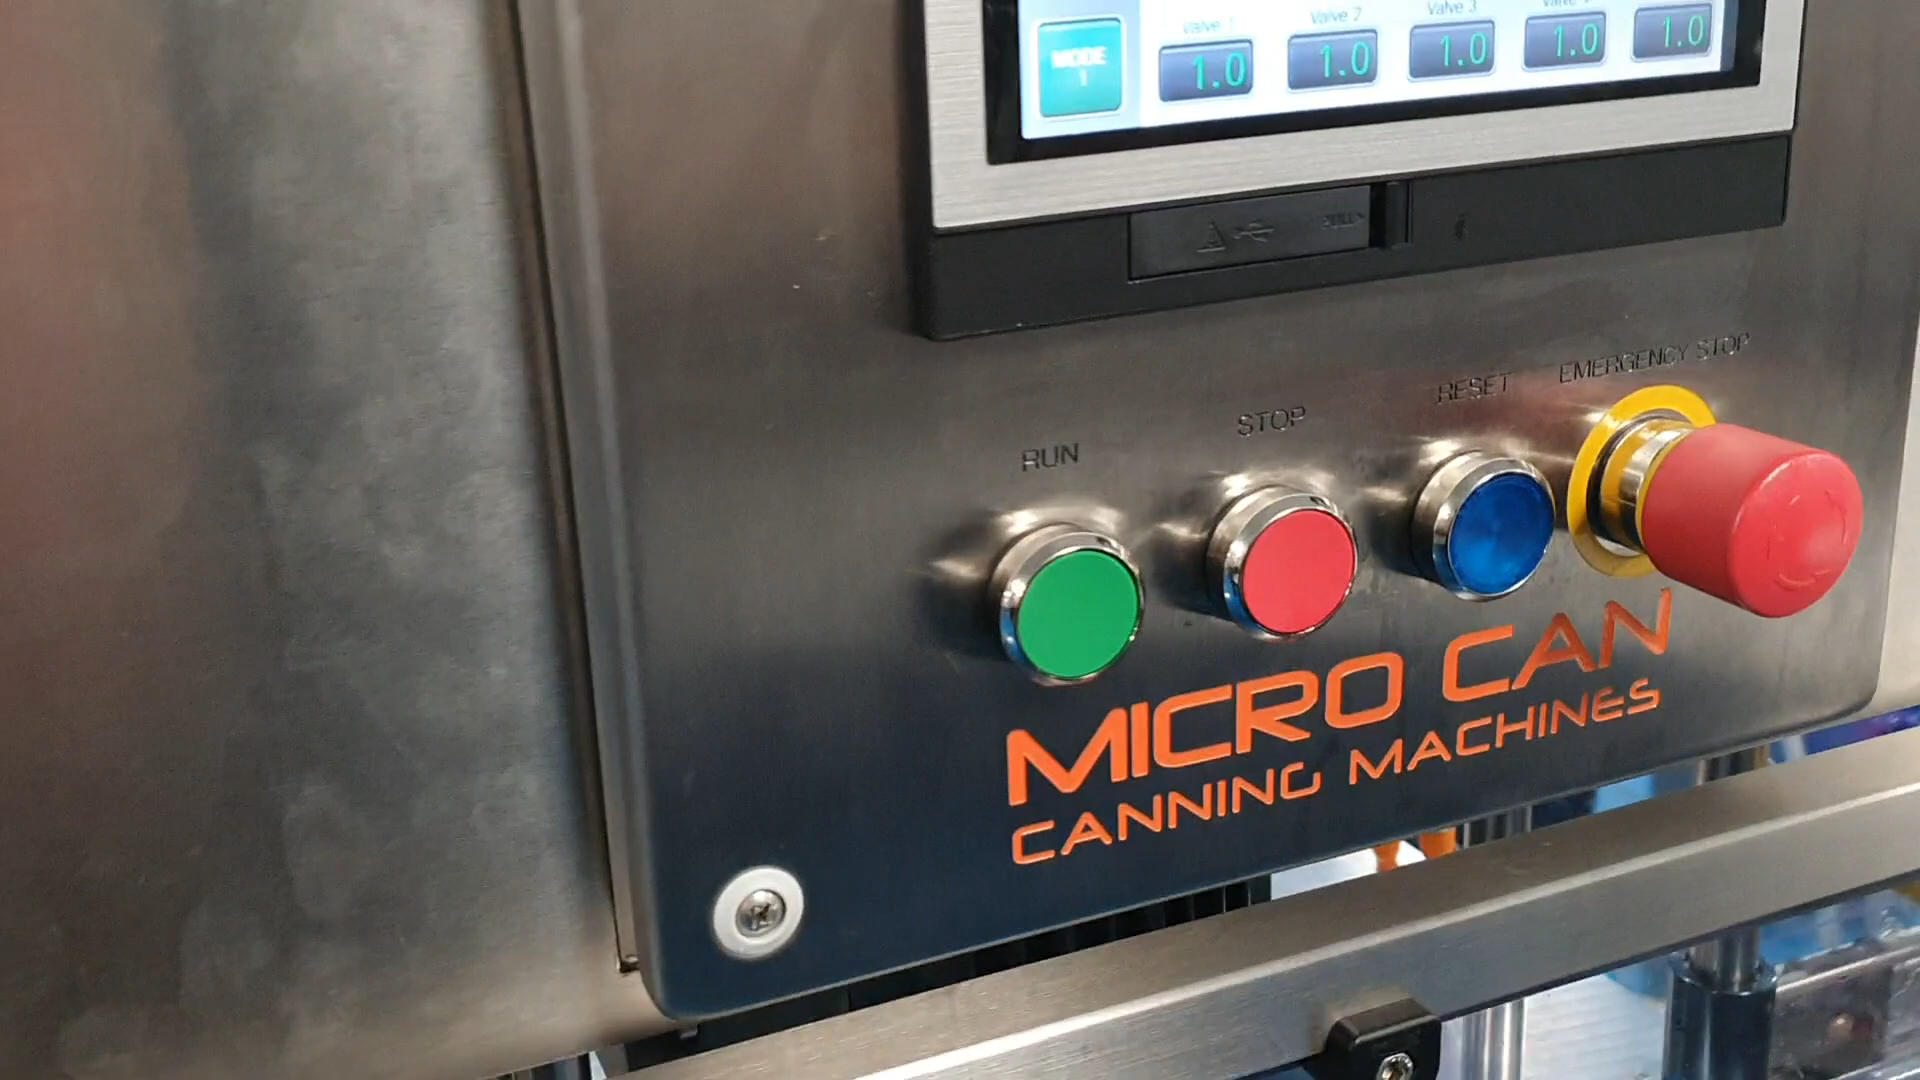 Valve 1 Valve 2 Valve 3
MODE 1.0 1.0 1.0 1.0 1.0
1
PULL>
RUN STOP RESET EMERGENCY STOP
MICRO CAN
CANNING MACHINES